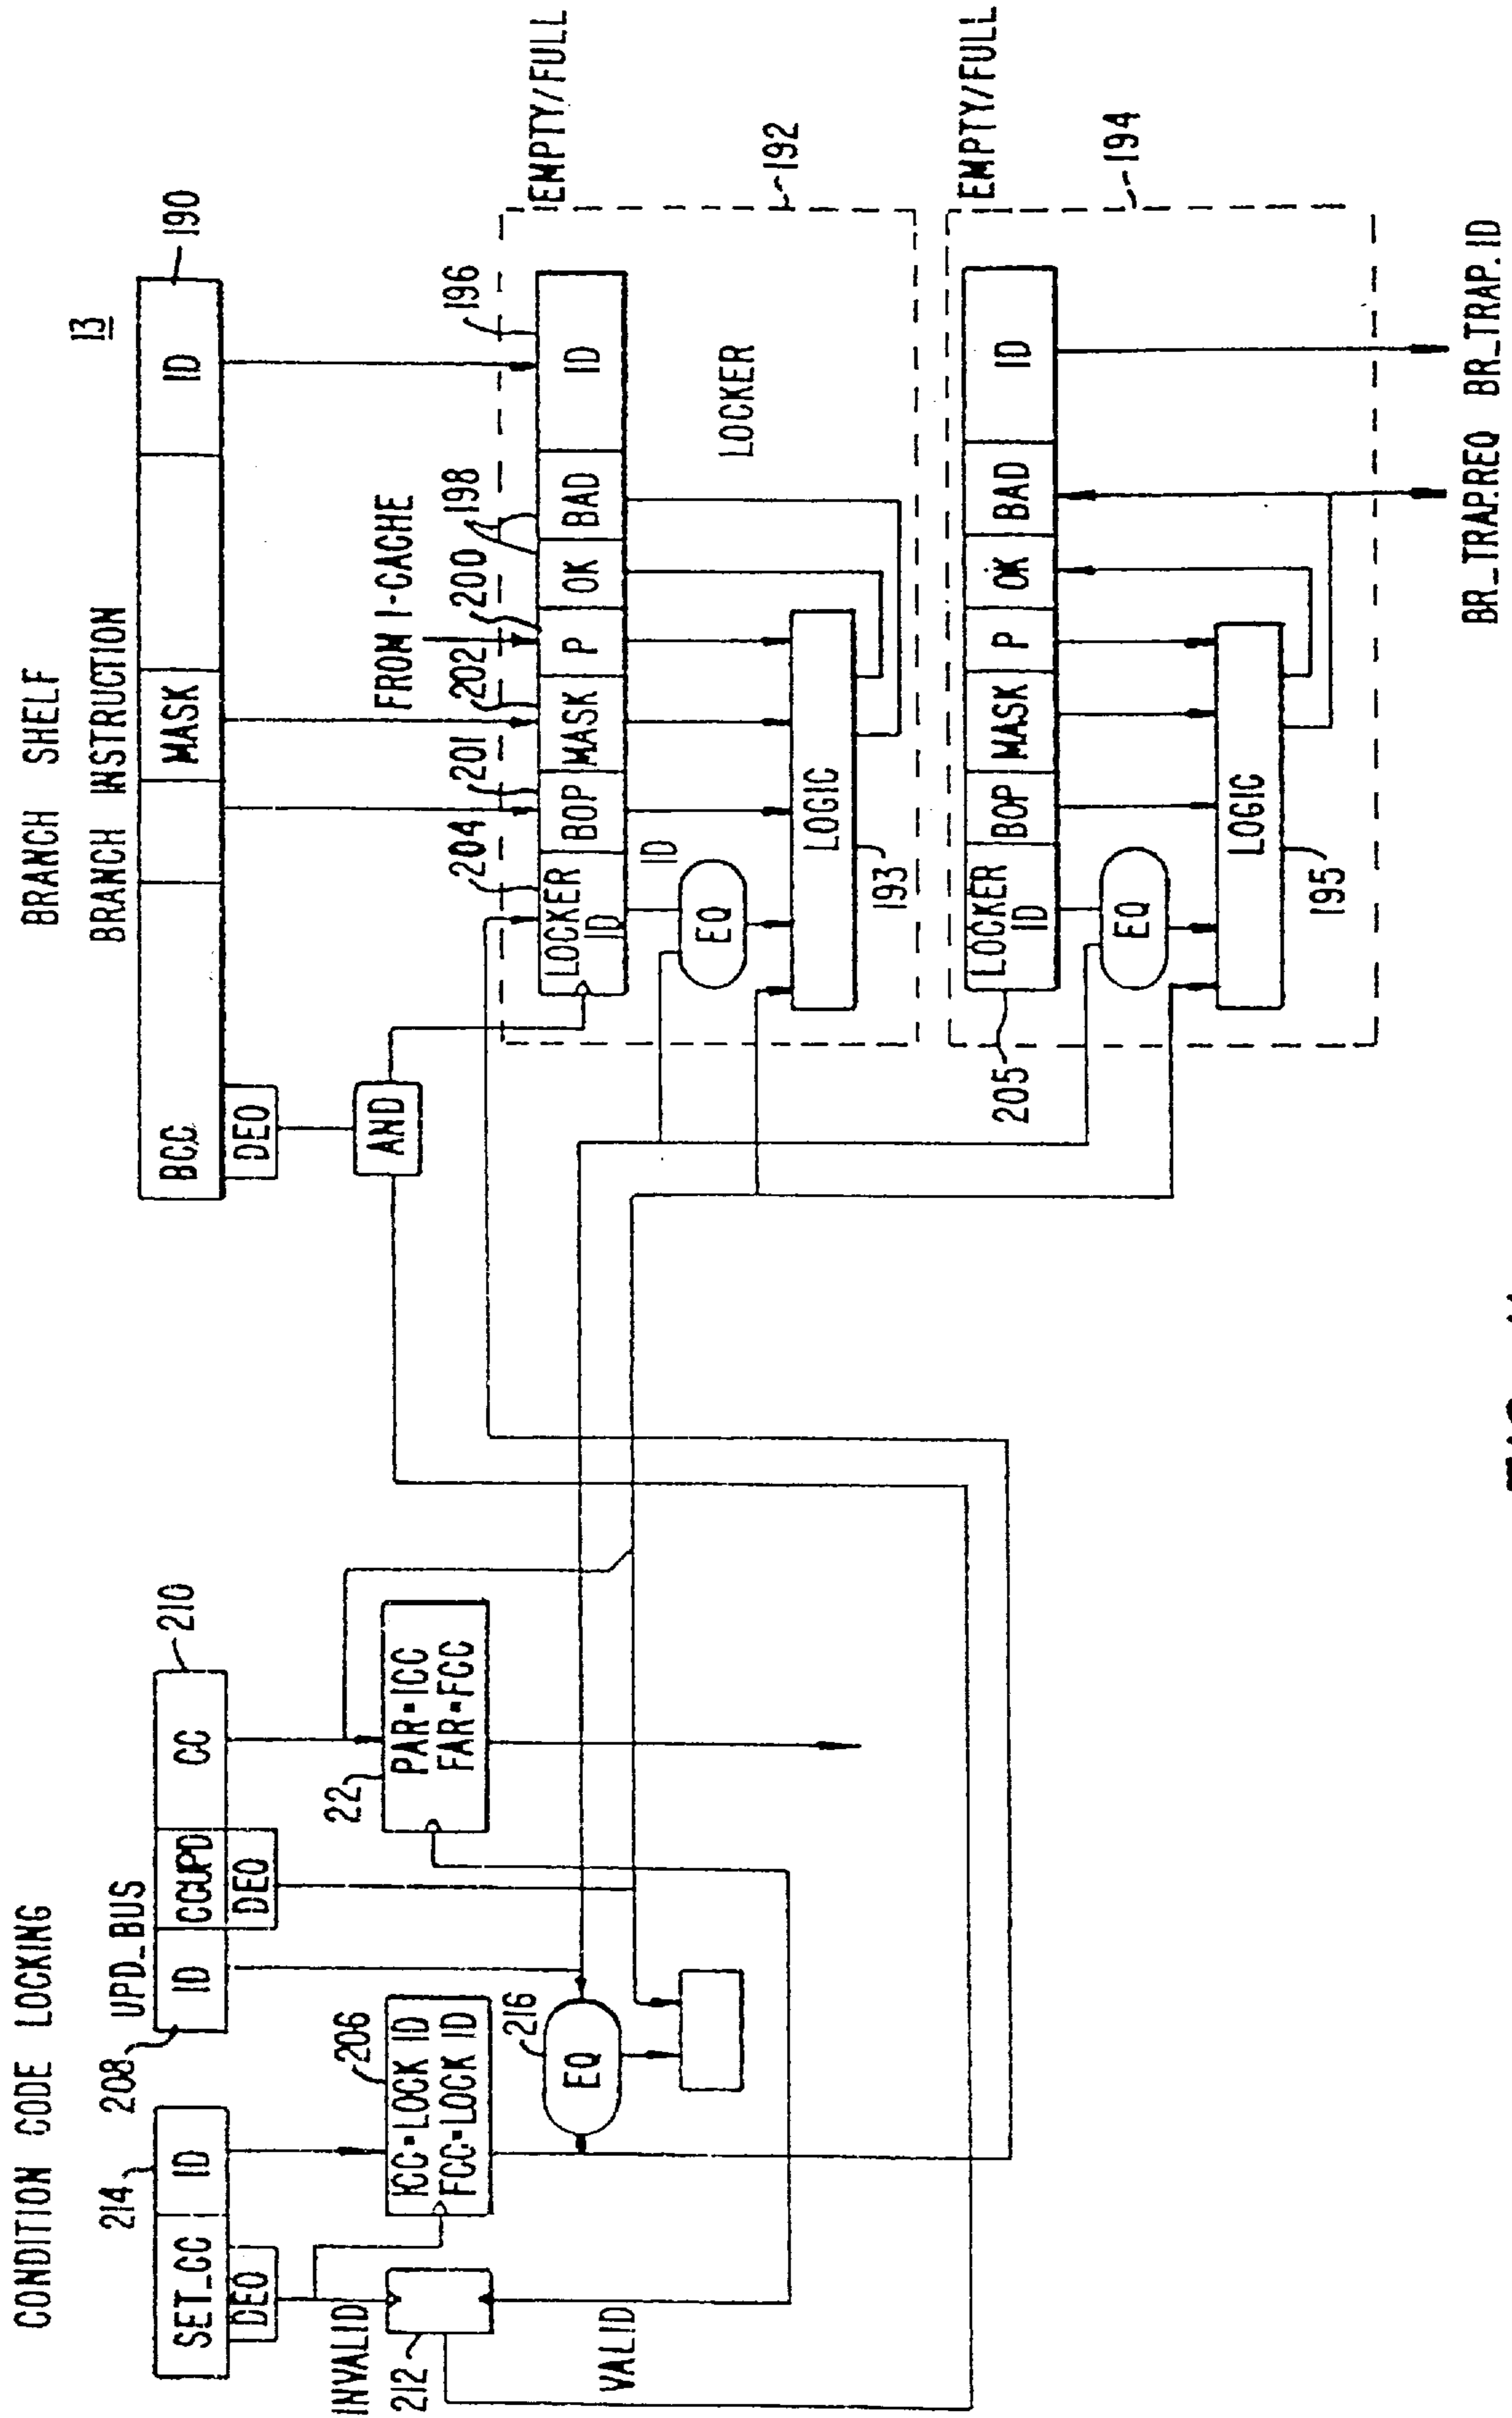 CONDITION CODE LOCKING
214
208
UPD_BUS
210
SET_CC
ID
ID
CCUPD
CC
DEO
DEO
INVALID
212
VALID
206
ICC=LOCK ID
FCC=LOCK ID
22
PAR=ICC
FAR=FCC
216
EQ
BRANCH SHELF
BRANCH INSTRUCTION
13
190
BCC
MASK
ID
DEO
AND
FROM I-CACHE
204
201
202
200
198
196
EMPTY/FULL
LOCKER
ID
BOP
MASK
P
OK
BAD
ID
ID
EQ
LOCKER
192
LOGIC
193
EMPTY/FULL
205
LOCKER
ID
BOP
MASK
P
OK
BAD
ID
194
EQ
LOGIC
195
BR_TRAP.REQ BR_TRAP.ID